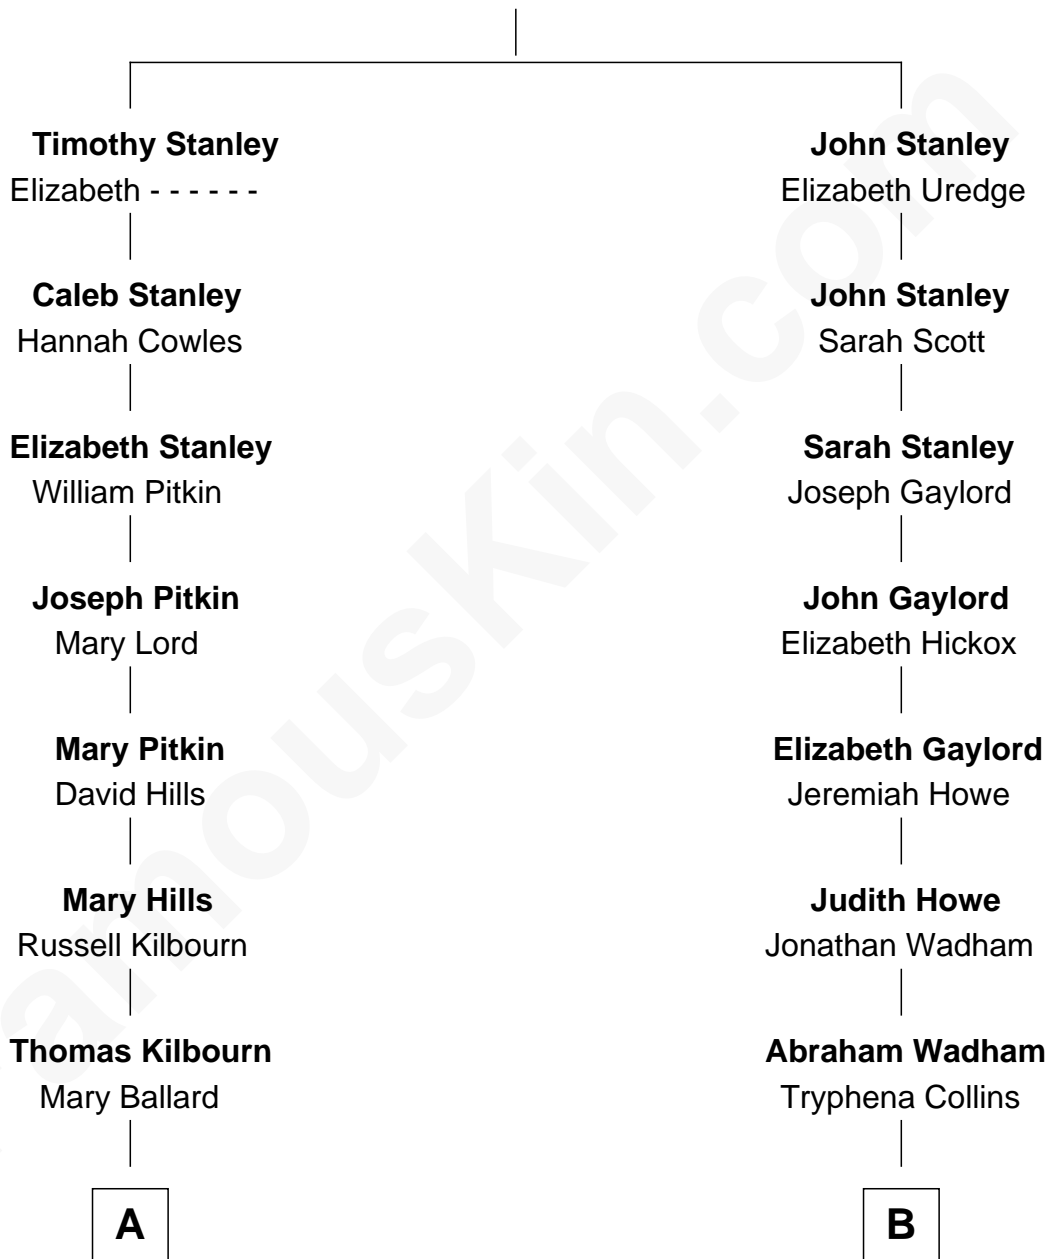 Timothy Stanley
Elizabeth - - - - - -
John Stanley
Elizabeth Uredge
Caleb Stanley
Hannah Cowles
John Stanley
Sarah Scott
Elizabeth Stanley
William Pitkin
Sarah Stanley
Joseph Gaylord
Joseph Pitkin
Mary Lord
John Gaylord
Elizabeth Hickox
Mary Pitkin
David Hills
Elizabeth Gaylord
Jeremiah Howe
Mary Hills
Russell Kilbourn
Judith Howe
Jonathan Wadham
Thomas Kilbourn
Mary Ballard
Abraham Wadham
Tryphena Collins
A
B
amousKin.com